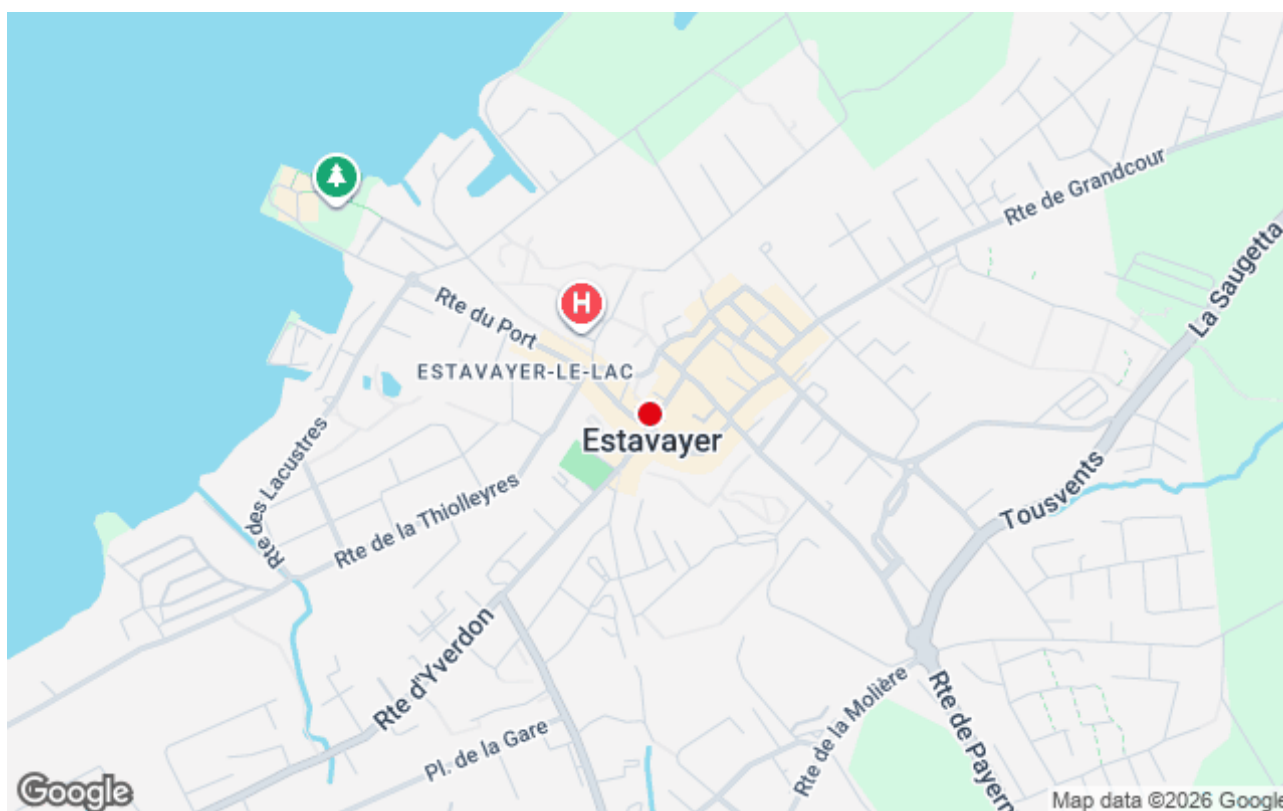 Rte de Grandcour
La Saugetta
H
Rte du Port
ESTAVAYER-LE-LAC
Estavayer
Rte des Lacustres
Rte de la Thiolleyres
Tousvents
Rte d'Yverdon
Rte de la Molière
Rte de Payern
Pl. de la Gare
Google
Map data ©2026 Google